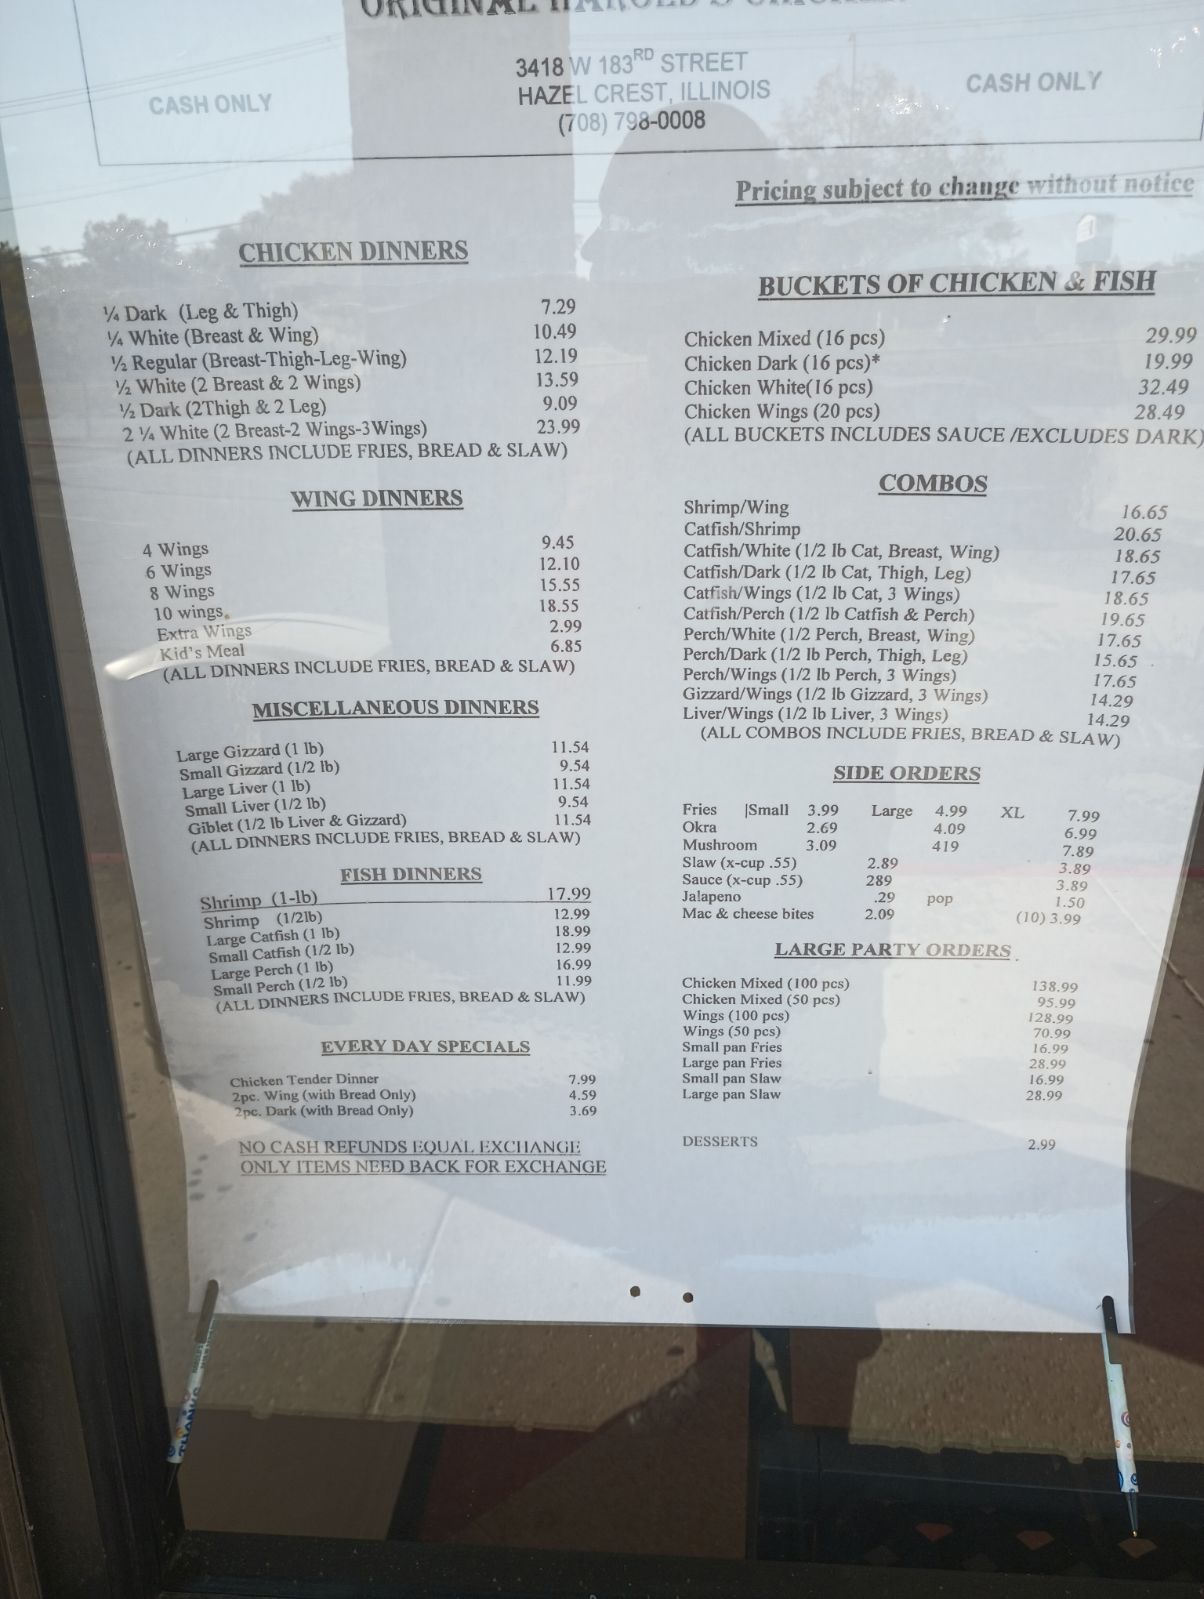 ORIGINAL HAROLD'S CHICKEN
3418 W 183RD STREET
HAZEL CREST, ILLINOIS
(708) 798-0008
CASH ONLY
CASH ONLY
Pricing subject to change without notice
CHICKEN DINNERS
¼ Dark (Leg & Thigh) 7.29
¼ White (Breast & Wing) 10.49
½ Regular (Breast-Thigh-Leg-Wing) 12.19
½ White (2 Breast & 2 Wings) 13.59
½ Dark (2Thigh & 2 Leg) 9.09
2 ¼ White (2 Breast-2 Wings-3Wings) 23.99
(ALL DINNERS INCLUDE FRIES, BREAD & SLAW)
WING DINNERS
4 Wings 9.45
6 Wings 12.10
8 Wings 15.55
10 wings. 18.55
Extra Wings 2.99
Kid's Meal 6.85
(ALL DINNERS INCLUDE FRIES, BREAD & SLAW)
MISCELLANEOUS DINNERS
Large Gizzard (1 lb) 11.54
Small Gizzard (1/2 lb) 9.54
Large Liver (1 lb) 11.54
Small Liver (1/2 lb) 9.54
Giblet (1/2 lb Liver & Gizzard) 11.54
(ALL DINNERS INCLUDE FRIES, BREAD & SLAW)
FISH DINNERS
Shrimp (1-lb) 17.99
Shrimp (1/2lb) 12.99
Large Catfish (1 lb) 18.99
Small Catfish (1/2 lb) 12.99
Large Perch (1 lb) 16.99
Small Perch (1/2 lb) 11.99
(ALL DINNERS INCLUDE FRIES, BREAD & SLAW)
EVERY DAY SPECIALS
Chicken Tender Dinner 7.99
2pc. Wing (with Bread Only) 4.59
2pc. Dark (with Bread Only) 3.69
NO CASH REFUNDS EQUAL EXCHANGE
ONLY ITEMS NEED BACK FOR EXCHANGE
BUCKETS OF CHICKEN & FISH
Chicken Mixed (16 pcs) 29.99
Chicken Dark (16 pcs)* 19.99
Chicken White(16 pcs) 32.49
Chicken Wings (20 pcs) 28.49
(ALL BUCKETS INCLUDES SAUCE /EXCLUDES DARK)
COMBOS
Shrimp/Wing 16.65
Catfish/Shrimp 20.65
Catfish/White (1/2 lb Cat, Breast, Wing) 18.65
Catfish/Dark (1/2 lb Cat, Thigh, Leg) 17.65
Catfish/Wings (1/2 lb Cat, 3 Wings) 18.65
Catfish/Perch (1/2 lb Catfish & Perch) 19.65
Perch/White (1/2 Perch, Breast, Wing) 17.65
Perch/Dark (1/2 lb Perch, Thigh, Leg) 15.65
Perch/Wings (1/2 lb Perch, 3 Wings) 17.65
Gizzard/Wings (1/2 lb Gizzard, 3 Wings) 14.29
Liver/Wings (1/2 lb Liver, 3 Wings) 14.29
(ALL COMBOS INCLUDE FRIES, BREAD & SLAW)
SIDE ORDERS
Fries |Small 3.99 Large 4.99 XL 7.99
Okra 2.69 4.09 6.99
Mushroom 3.09 419 7.89
Slaw (x-cup .55) 2.89 3.89
Sauce (x-cup .55) 289 3.89
Jalapeno .29 pop 1.50
Mac & cheese bites 2.09 (10) 3.99
LARGE PARTY ORDERS
Chicken Mixed (100 pcs) 138.99
Chicken Mixed (50 pcs) 95.99
Wings (100 pcs) 128.99
Wings (50 pcs) 70.99
Small pan Fries 16.99
Large pan Fries 28.99
Small pan Slaw 16.99
Large pan Slaw 28.99
DESSERTS 2.99
THANKS